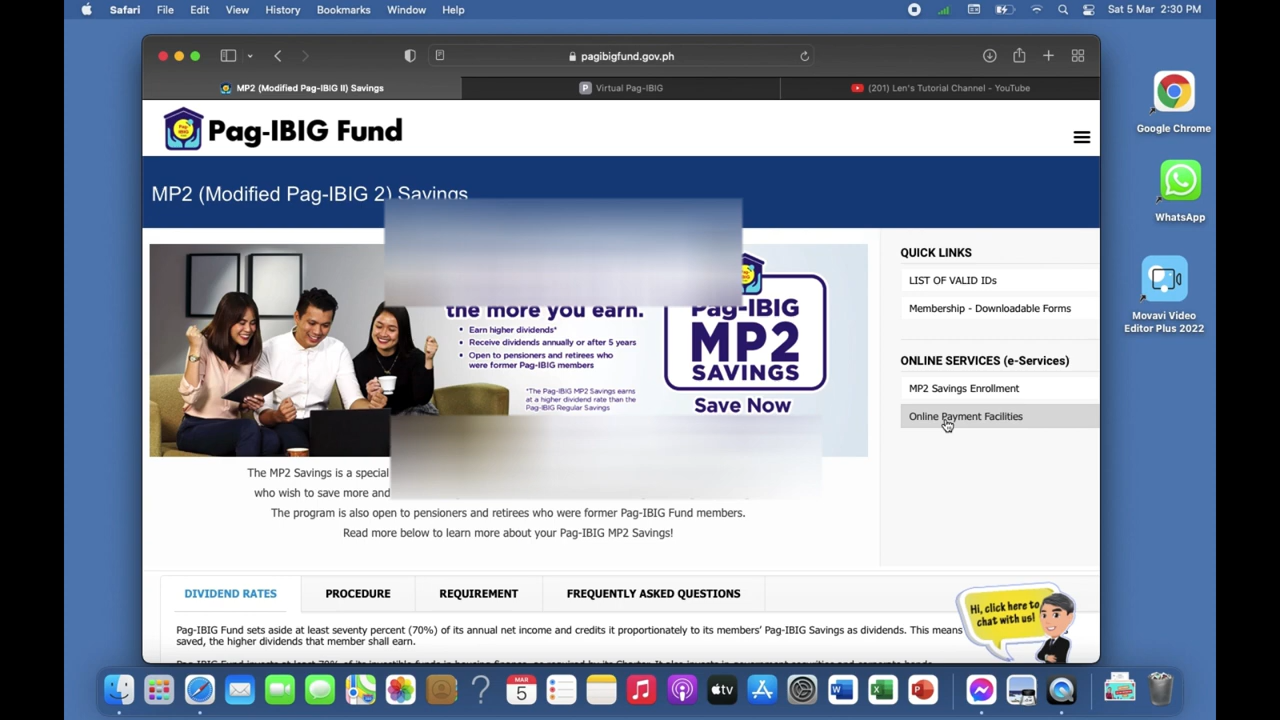 Safari File Edit View History Bookmarks Window Help
Sat 5 Mar 2:30 PM
pagibigfund.gov.ph
MP2 (Modified Pag-IBIG II) Savings
Virtual Pag-IBIG
(201) Len's Tutorial Channel - YouTube
Pag-IBIG Fund
MP2 (Modified Pag-IBIG 2) Savings
the more you earn.
• Earn higher dividends*
• Receive dividends annually or after 5 years
• Open to pensioners and retirees who
were former Pag-IBIG members
*The Pag-IBIG MP2 Savings earns
at a higher dividend rate than the
Pag-IBIG Regular Savings
Pag-IBIG
MP2
SAVINGS
Save Now
The MP2 Savings is a special
who wish to save more and
The program is also open to pensioners and retirees who were former Pag-IBIG Fund members.
Read more below to learn more about your Pag-IBIG MP2 Savings!
QUICK LINKS
LIST OF VALID IDs
Membership - Downloadable Forms
ONLINE SERVICES (e-Services)
MP2 Savings Enrollment
Online Payment Facilities
DIVIDEND RATES
PROCEDURE
REQUIREMENT
FREQUENTLY ASKED QUESTIONS
Hi, click here to
chat with us!
Pag-IBIG Fund sets aside at least seventy percent (70%) of its annual net income and credits it proportionately to its members' Pag-IBIG Savings as dividends. This means
saved, the higher dividends that member shall earn.
Google Chrome
WhatsApp
Movavi Video
Editor Plus 2022
MAR
5
tv